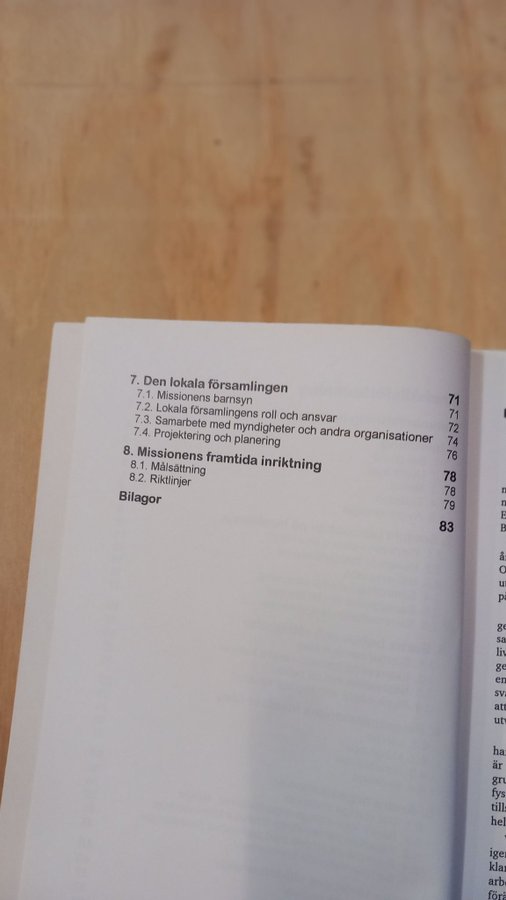 7. Den lokala församlingen 71
7.1. Missionens barnsyn 71
7.2. Lokala församlingens roll och ansvar 72
7.3. Samarbete med myndigheter och andra organisationer 74
7.4. Projektering och planering 76
8. Missionens framtida inriktning 78
8.1. Målsättning 78
8.2. Riktlinjer 79
Bilagor 83